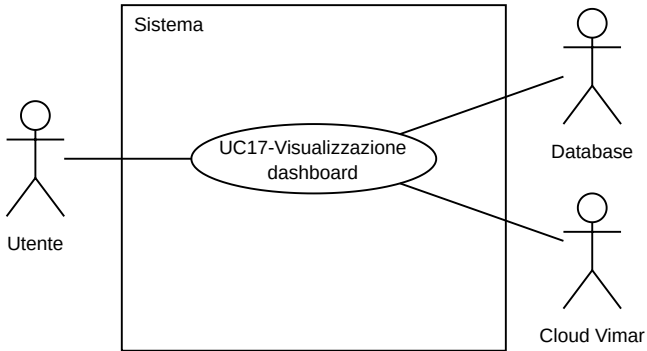 Sistema
UC17-Visualizzazione
dashboard
Database
Utente
Cloud Vimar